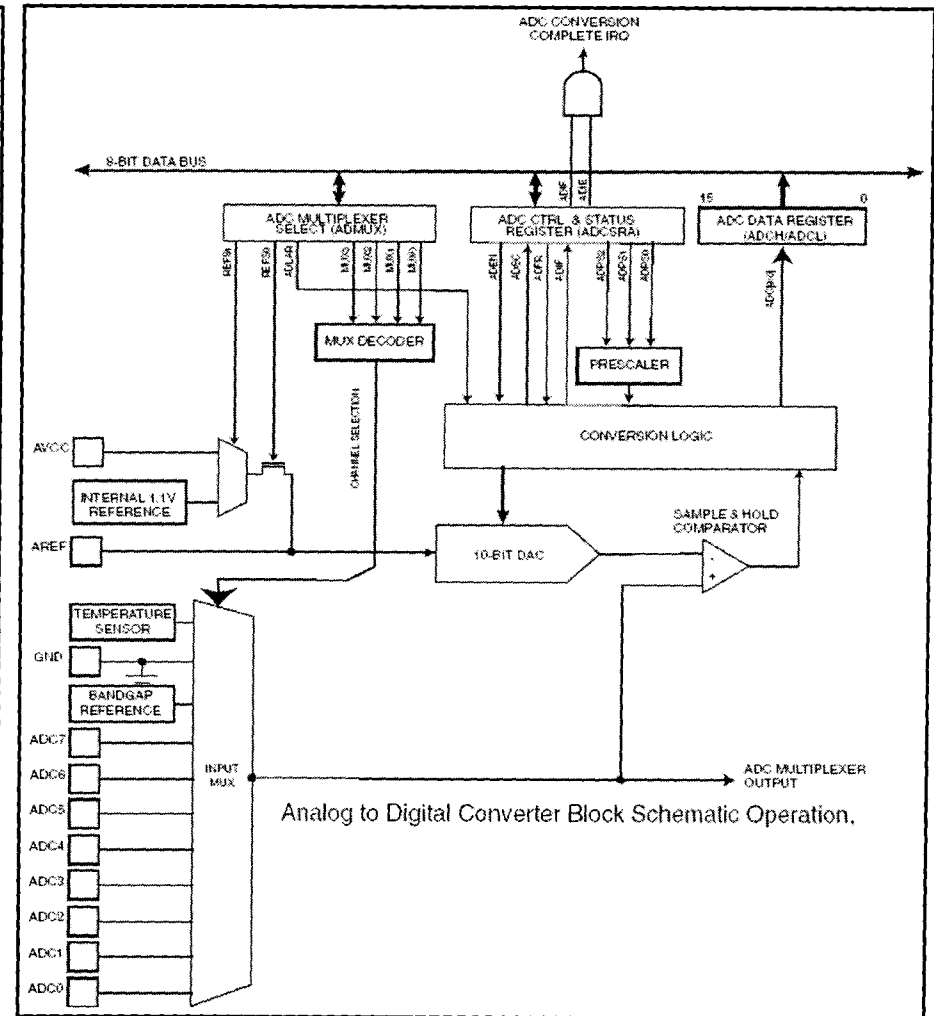 ADC CONVERSION
COMPLETE IRQ
8-BIT DATA BUS
ADIF
ADIE
15
0
ADC MULTIPLEXER
SELECT (ADMUX)
ADC CTRL & STATUS
REGISTER (ADCSRA)
ADC DATA REGISTER
(ADCH/ADCL)
REFS1
REFS0
ADLAR
MUX3
MUX2
MUX1
MUX0
ADEN
ADSC
ADFR
ADIF
ADPS2
ADPS1
ADPS0
ADC[9:0]
MUX DECODER
PRESCALER
CHANNEL SELECTION
CONVERSION LOGIC
AVCC
INTERNAL 1.1V
REFERENCE
SAMPLE & HOLD
COMPARATOR
AREF
10-BIT DAC
-
+
TEMPERATURE
SENSOR
GND
BANDGAP
REFERENCE
ADC7
ADC6
ADC5
ADC4
ADC3
ADC2
ADC1
ADC0
INPUT
MUX
ADC MULTIPLEXER
OUTPUT
Analog to Digital Converter Block Schematic Operation,